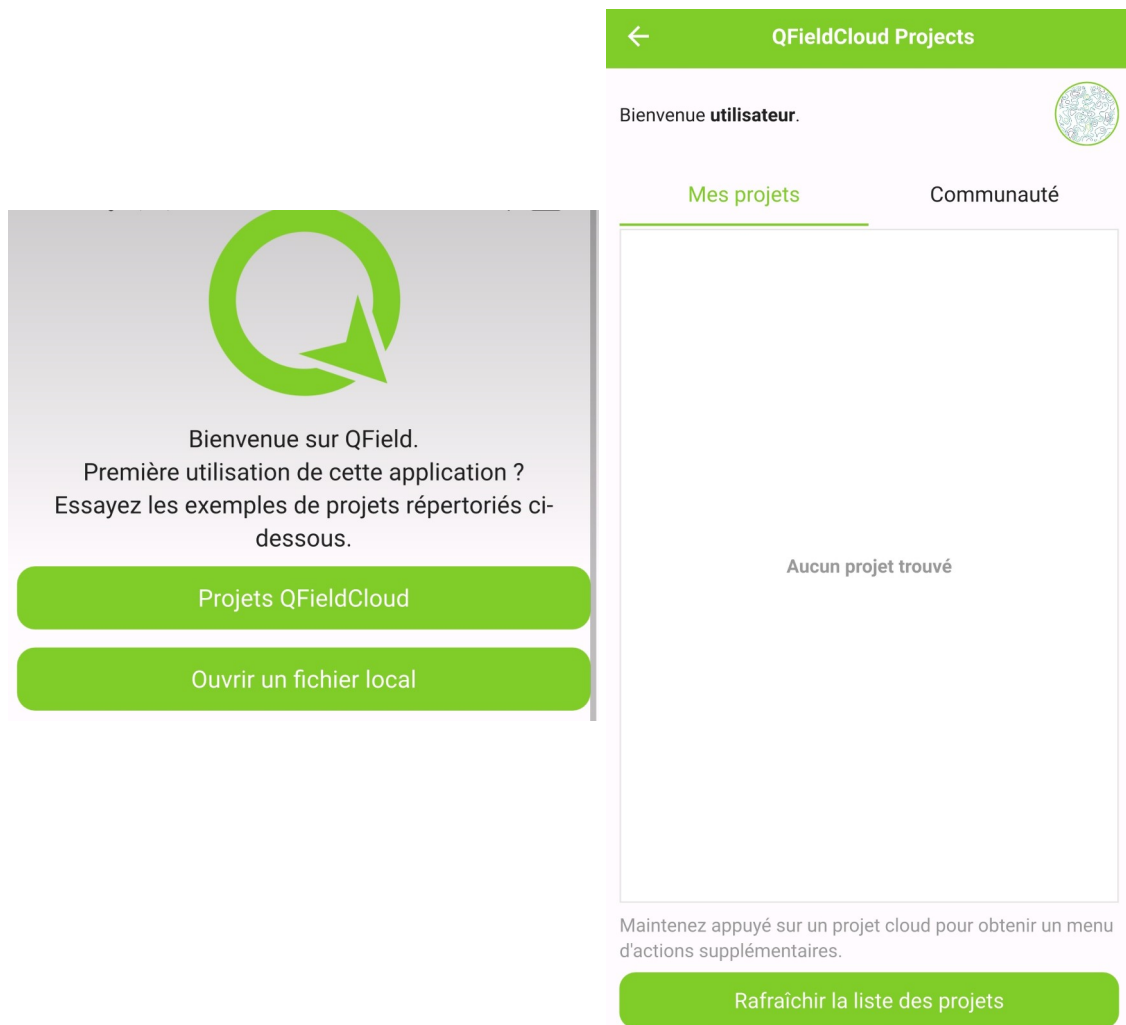 Bienvenue sur QField.
Première utilisation de cette application ?
Essayez les exemples de projets répertoriés ci-
dessous.
Projets QFieldCloud
Ouvrir un fichier local
QFieldCloud Projects
Bienvenue utilisateur.
Mes projets
Communauté
Aucun projet trouvé
Maintenez appuyé sur un projet cloud pour obtenir un menu
d'actions supplémentaires.
Rafraîchir la liste des projets